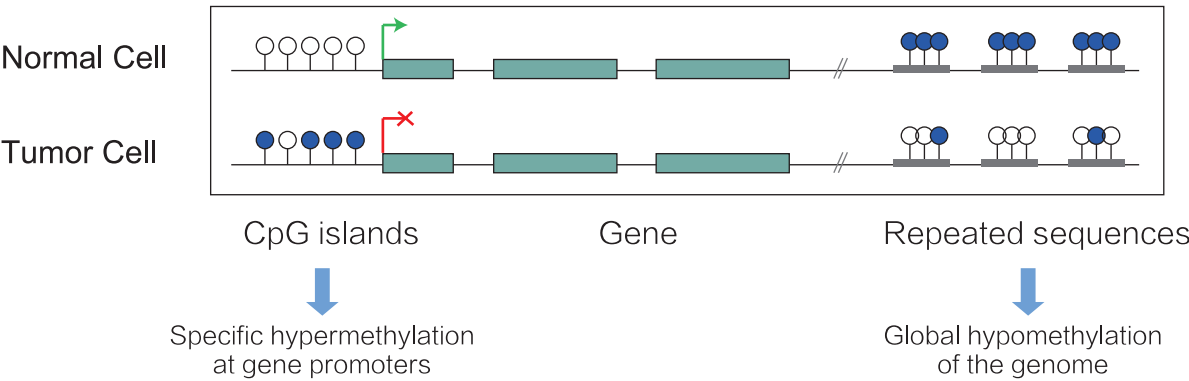 Normal Cell
Tumor Cell
CpG islands
Gene
Repeated sequences
Specific hypermethylation
at gene promoters
Global hypomethylation
of the genome